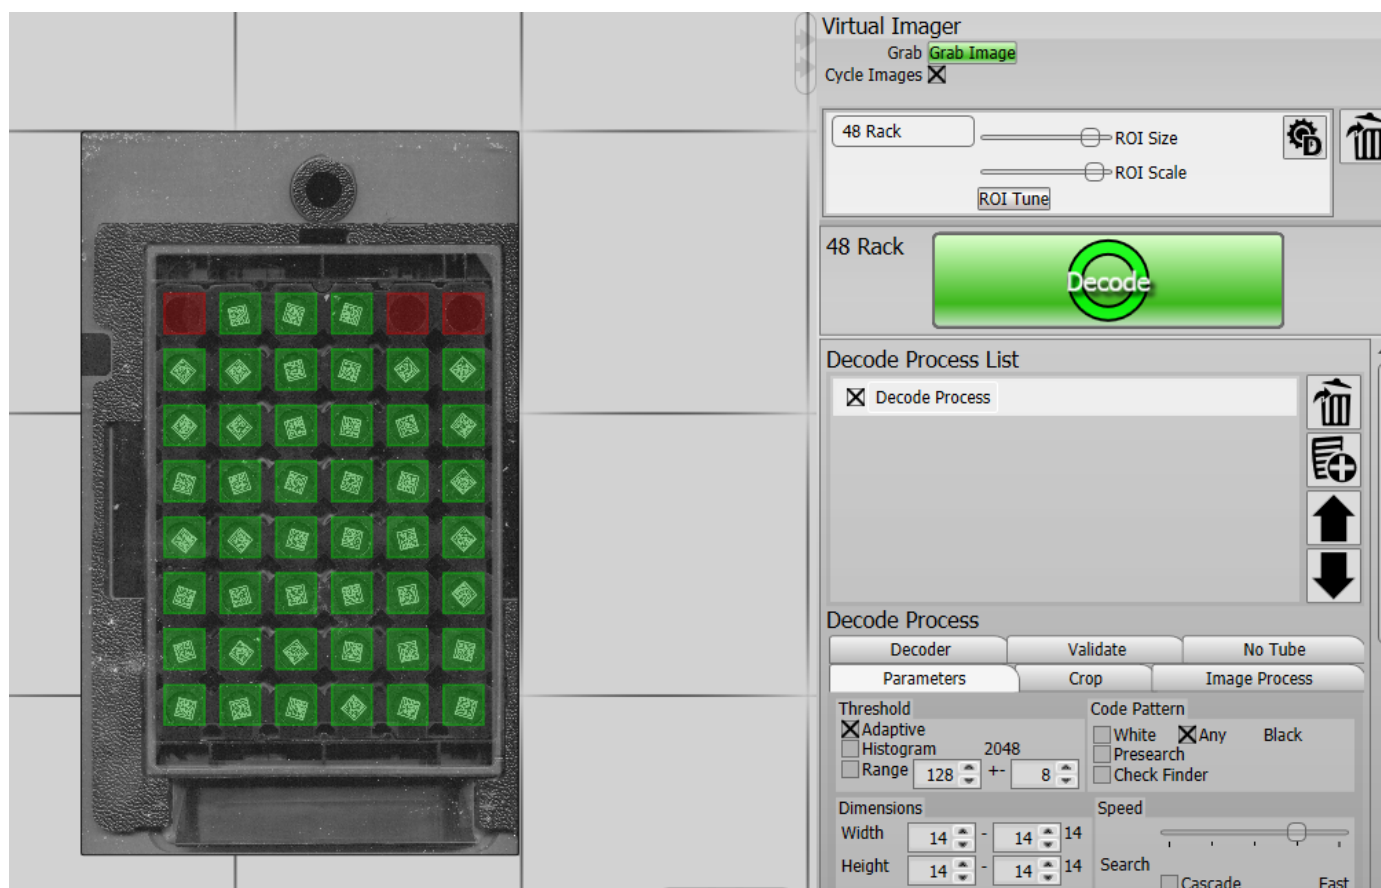 Virtual Imager
Grab Grab Image
Cycle Images
48 Rack
ROI Size
ROI Scale
ROI Tune
48 Rack
Decode
Decode Process List
Decode Process
Decode Process
Decoder Validate No Tube
Parameters Crop Image Process
Threshold Code Pattern
Adaptive White Any Black
Histogram 2048 Presearch
Range 128 +- 8 Check Finder
Dimensions Speed
Width 14 - 14 14
Height 14 - 14 14 Search
Cascade Fast